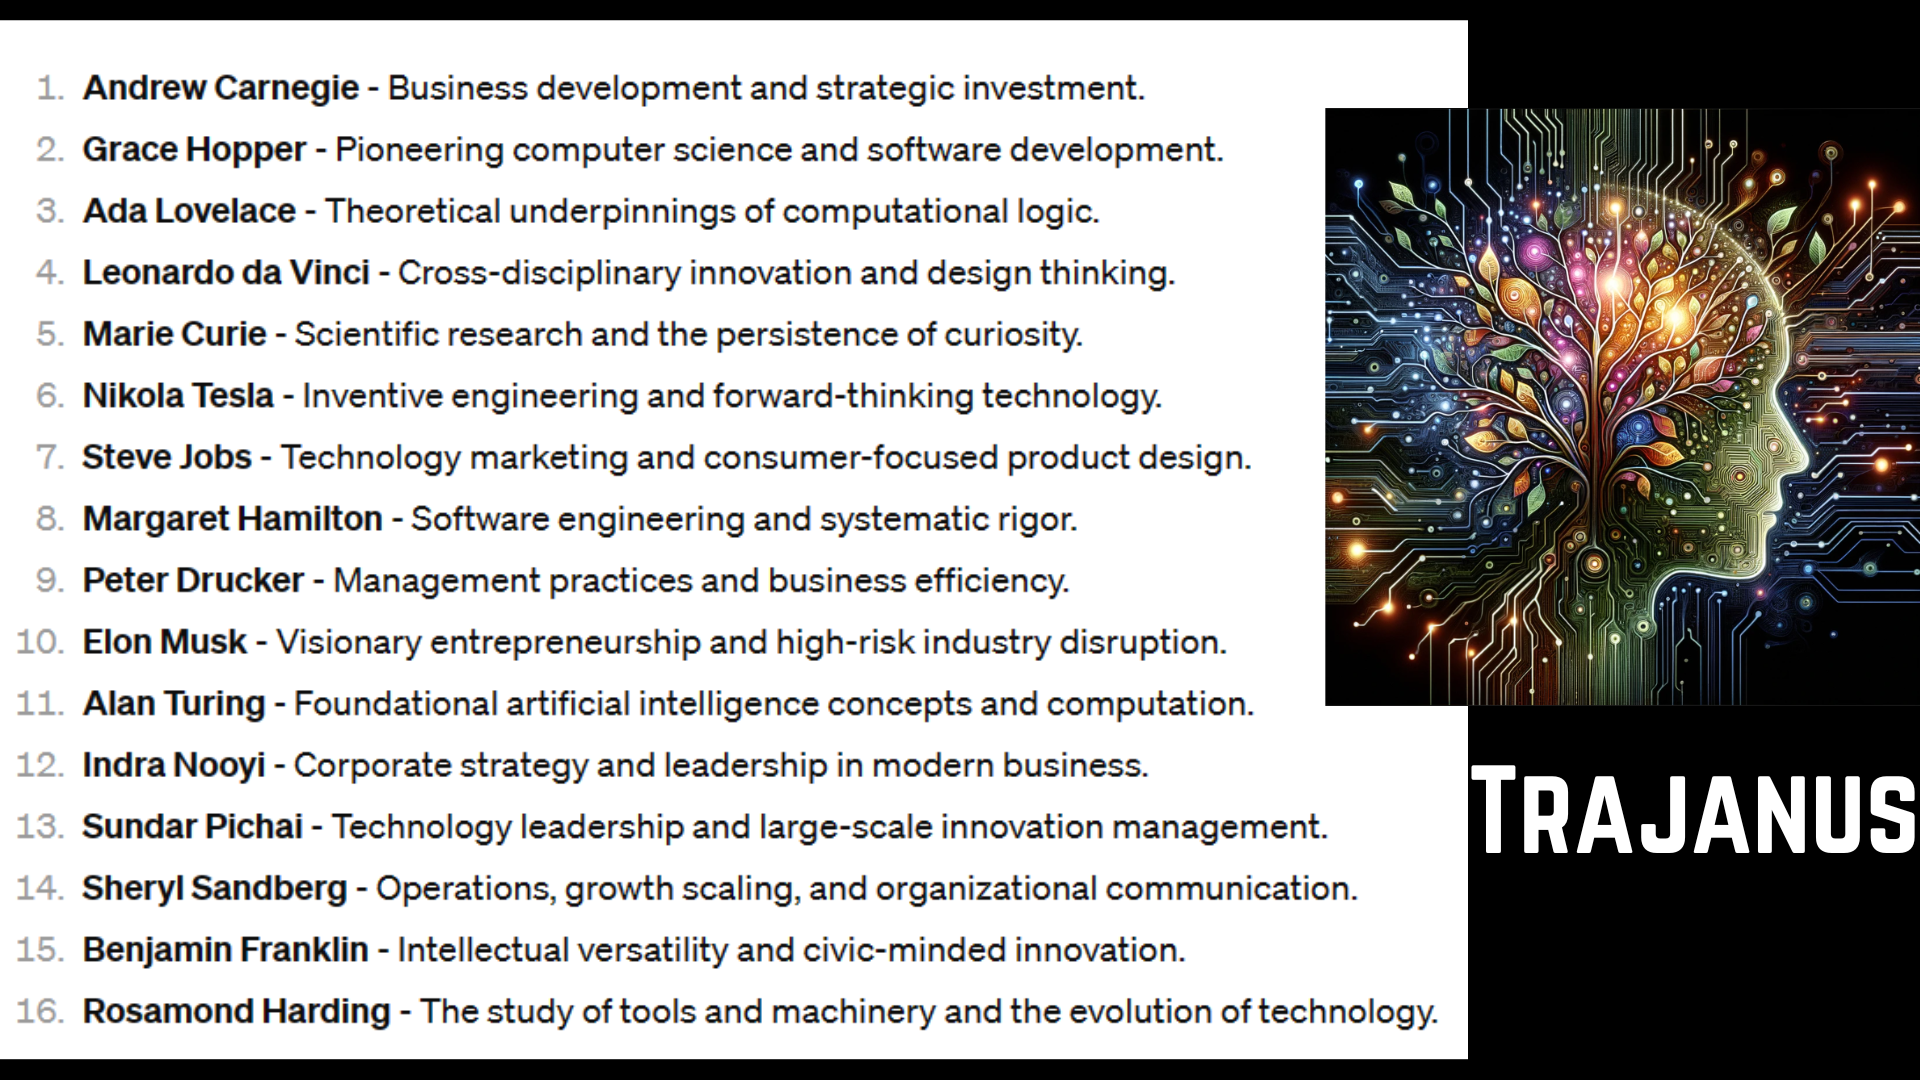 1. Andrew Carnegie - Business development and strategic investment.
2. Grace Hopper - Pioneering computer science and software development.
3. Ada Lovelace - Theoretical underpinnings of computational logic.
4. Leonardo da Vinci - Cross-disciplinary innovation and design thinking.
5. Marie Curie - Scientific research and the persistence of curiosity.
6. Nikola Tesla - Inventive engineering and forward-thinking technology.
7. Steve Jobs - Technology marketing and consumer-focused product design.
8. Margaret Hamilton - Software engineering and systematic rigor.
9. Peter Drucker - Management practices and business efficiency.
10. Elon Musk - Visionary entrepreneurship and high-risk industry disruption.
11. Alan Turing - Foundational artificial intelligence concepts and computation.
12. Indra Nooyi - Corporate strategy and leadership in modern business.
13. Sundar Pichai - Technology leadership and large-scale innovation management.
14. Sheryl Sandberg - Operations, growth scaling, and organizational communication.
15. Benjamin Franklin - Intellectual versatility and civic-minded innovation.
16. Rosamond Harding - The study of tools and machinery and the evolution of technology.
TRAJANUS